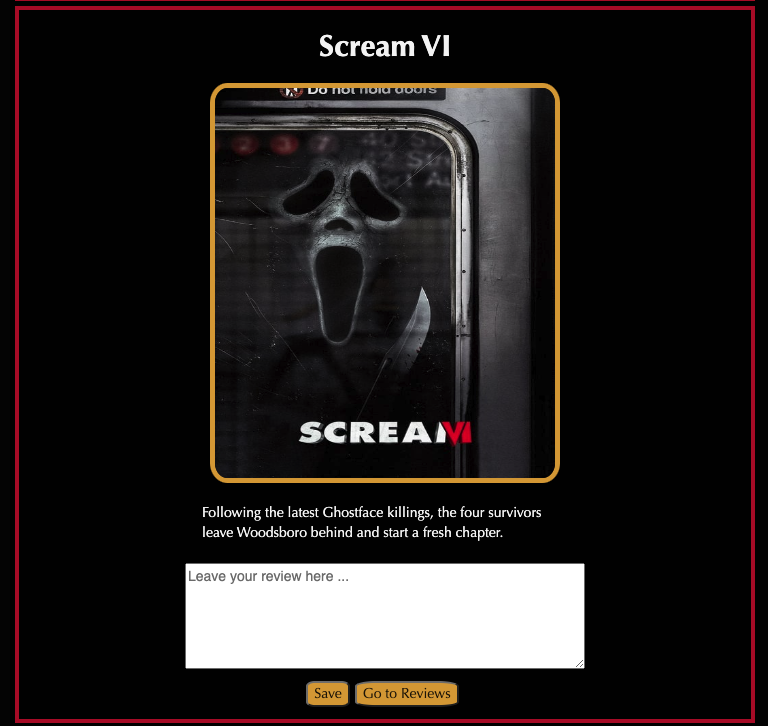 Scream VI
Do not hold doors
SCREAM VI
Following the latest Ghostface killings, the four survivors
leave Woodsboro behind and start a fresh chapter.
Leave your review here ...
Save Go to Reviews